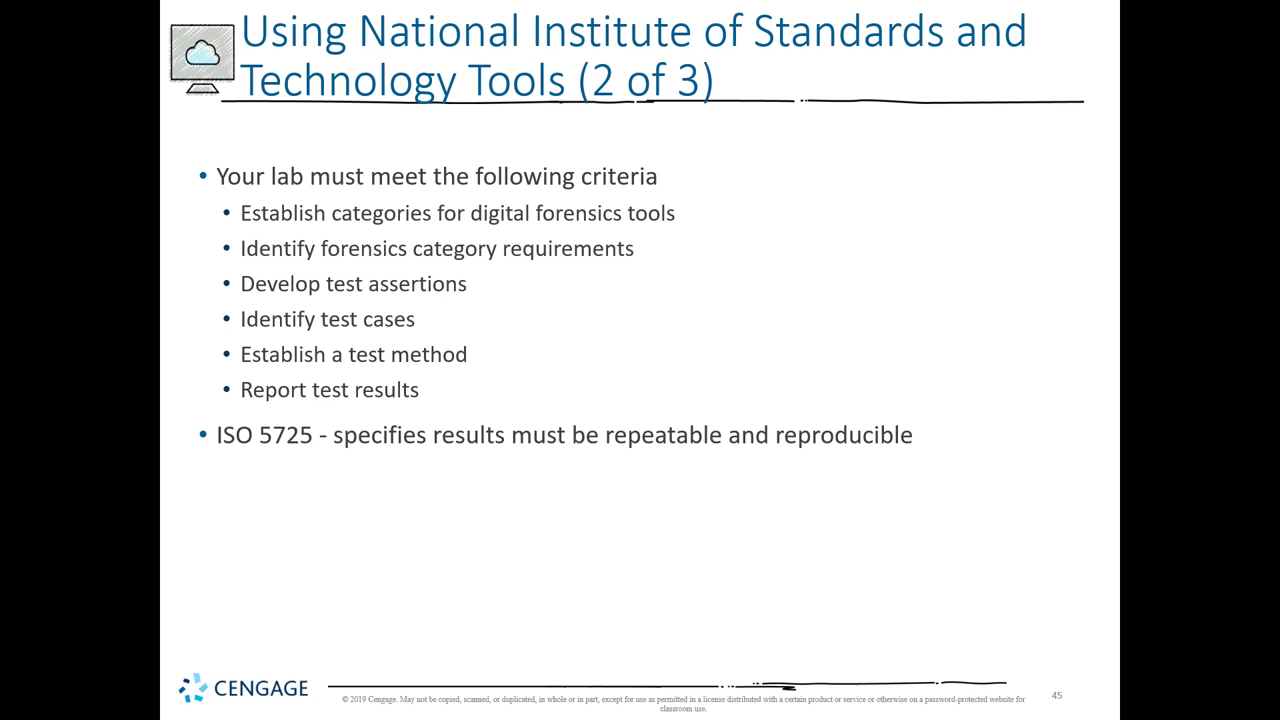 Using National Institute of Standards and
Technology Tools (2 of 3)
• Your lab must meet the following criteria
• Establish categories for digital forensics tools
• Identify forensics category requirements
• Develop test assertions
• Identify test cases
• Establish a test method
• Report test results
• ISO 5725 - specifies results must be repeatable and reproducible
CENGAGE
© 2019 Cengage. May not be copied, scanned, or duplicated, in whole or in part, except for use as permitted in a license distributed with a certain product or service or otherwise on a password-protected website for
classroom use.
45